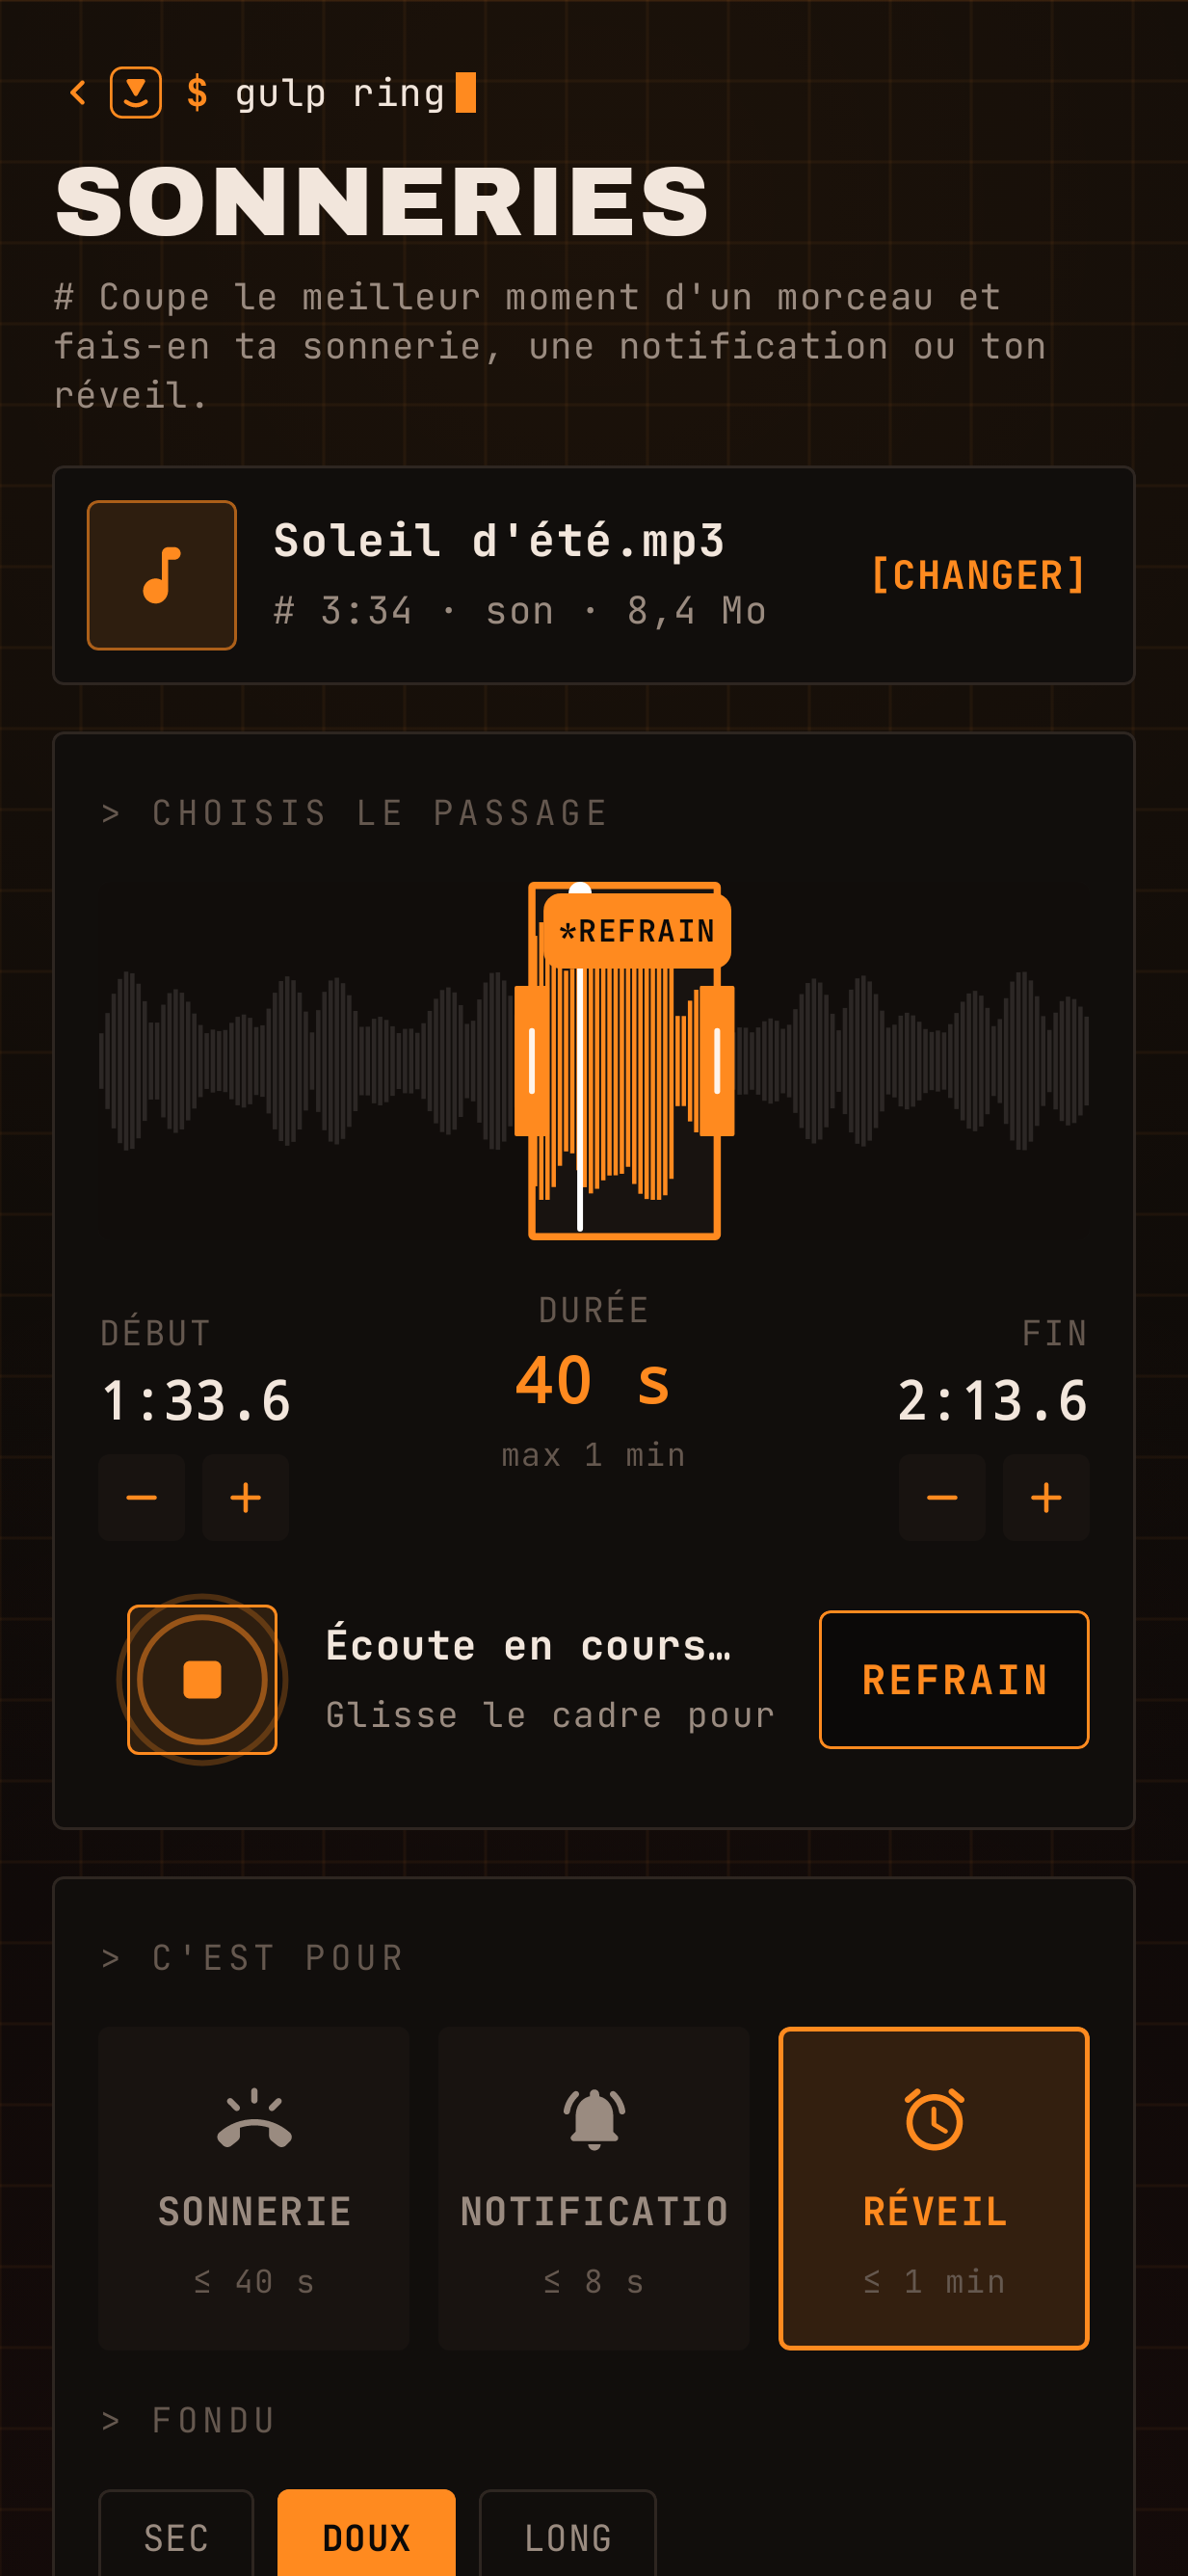 $ gulp ring
SONNERIES
# Coupe le meilleur moment d'un morceau et
fais-en ta sonnerie, une notification ou ton
réveil.
Soleil d'été.mp3
# 3:34 · son · 8,4 Mo
[CHANGER]
> CHOISIS LE PASSAGE
*REFRAIN
DÉBUT
1:33.6
DURÉE
40 s
max 1 min
FIN
2:13.6
Écoute en cours…
Glisse le cadre pour
REFRAIN
> C'EST POUR
SONNERIE
≤ 40 s
NOTIFICATIO
≤ 8 s
RÉVEIL
≤ 1 min
> FONDU
SEC
DOUX
LONG